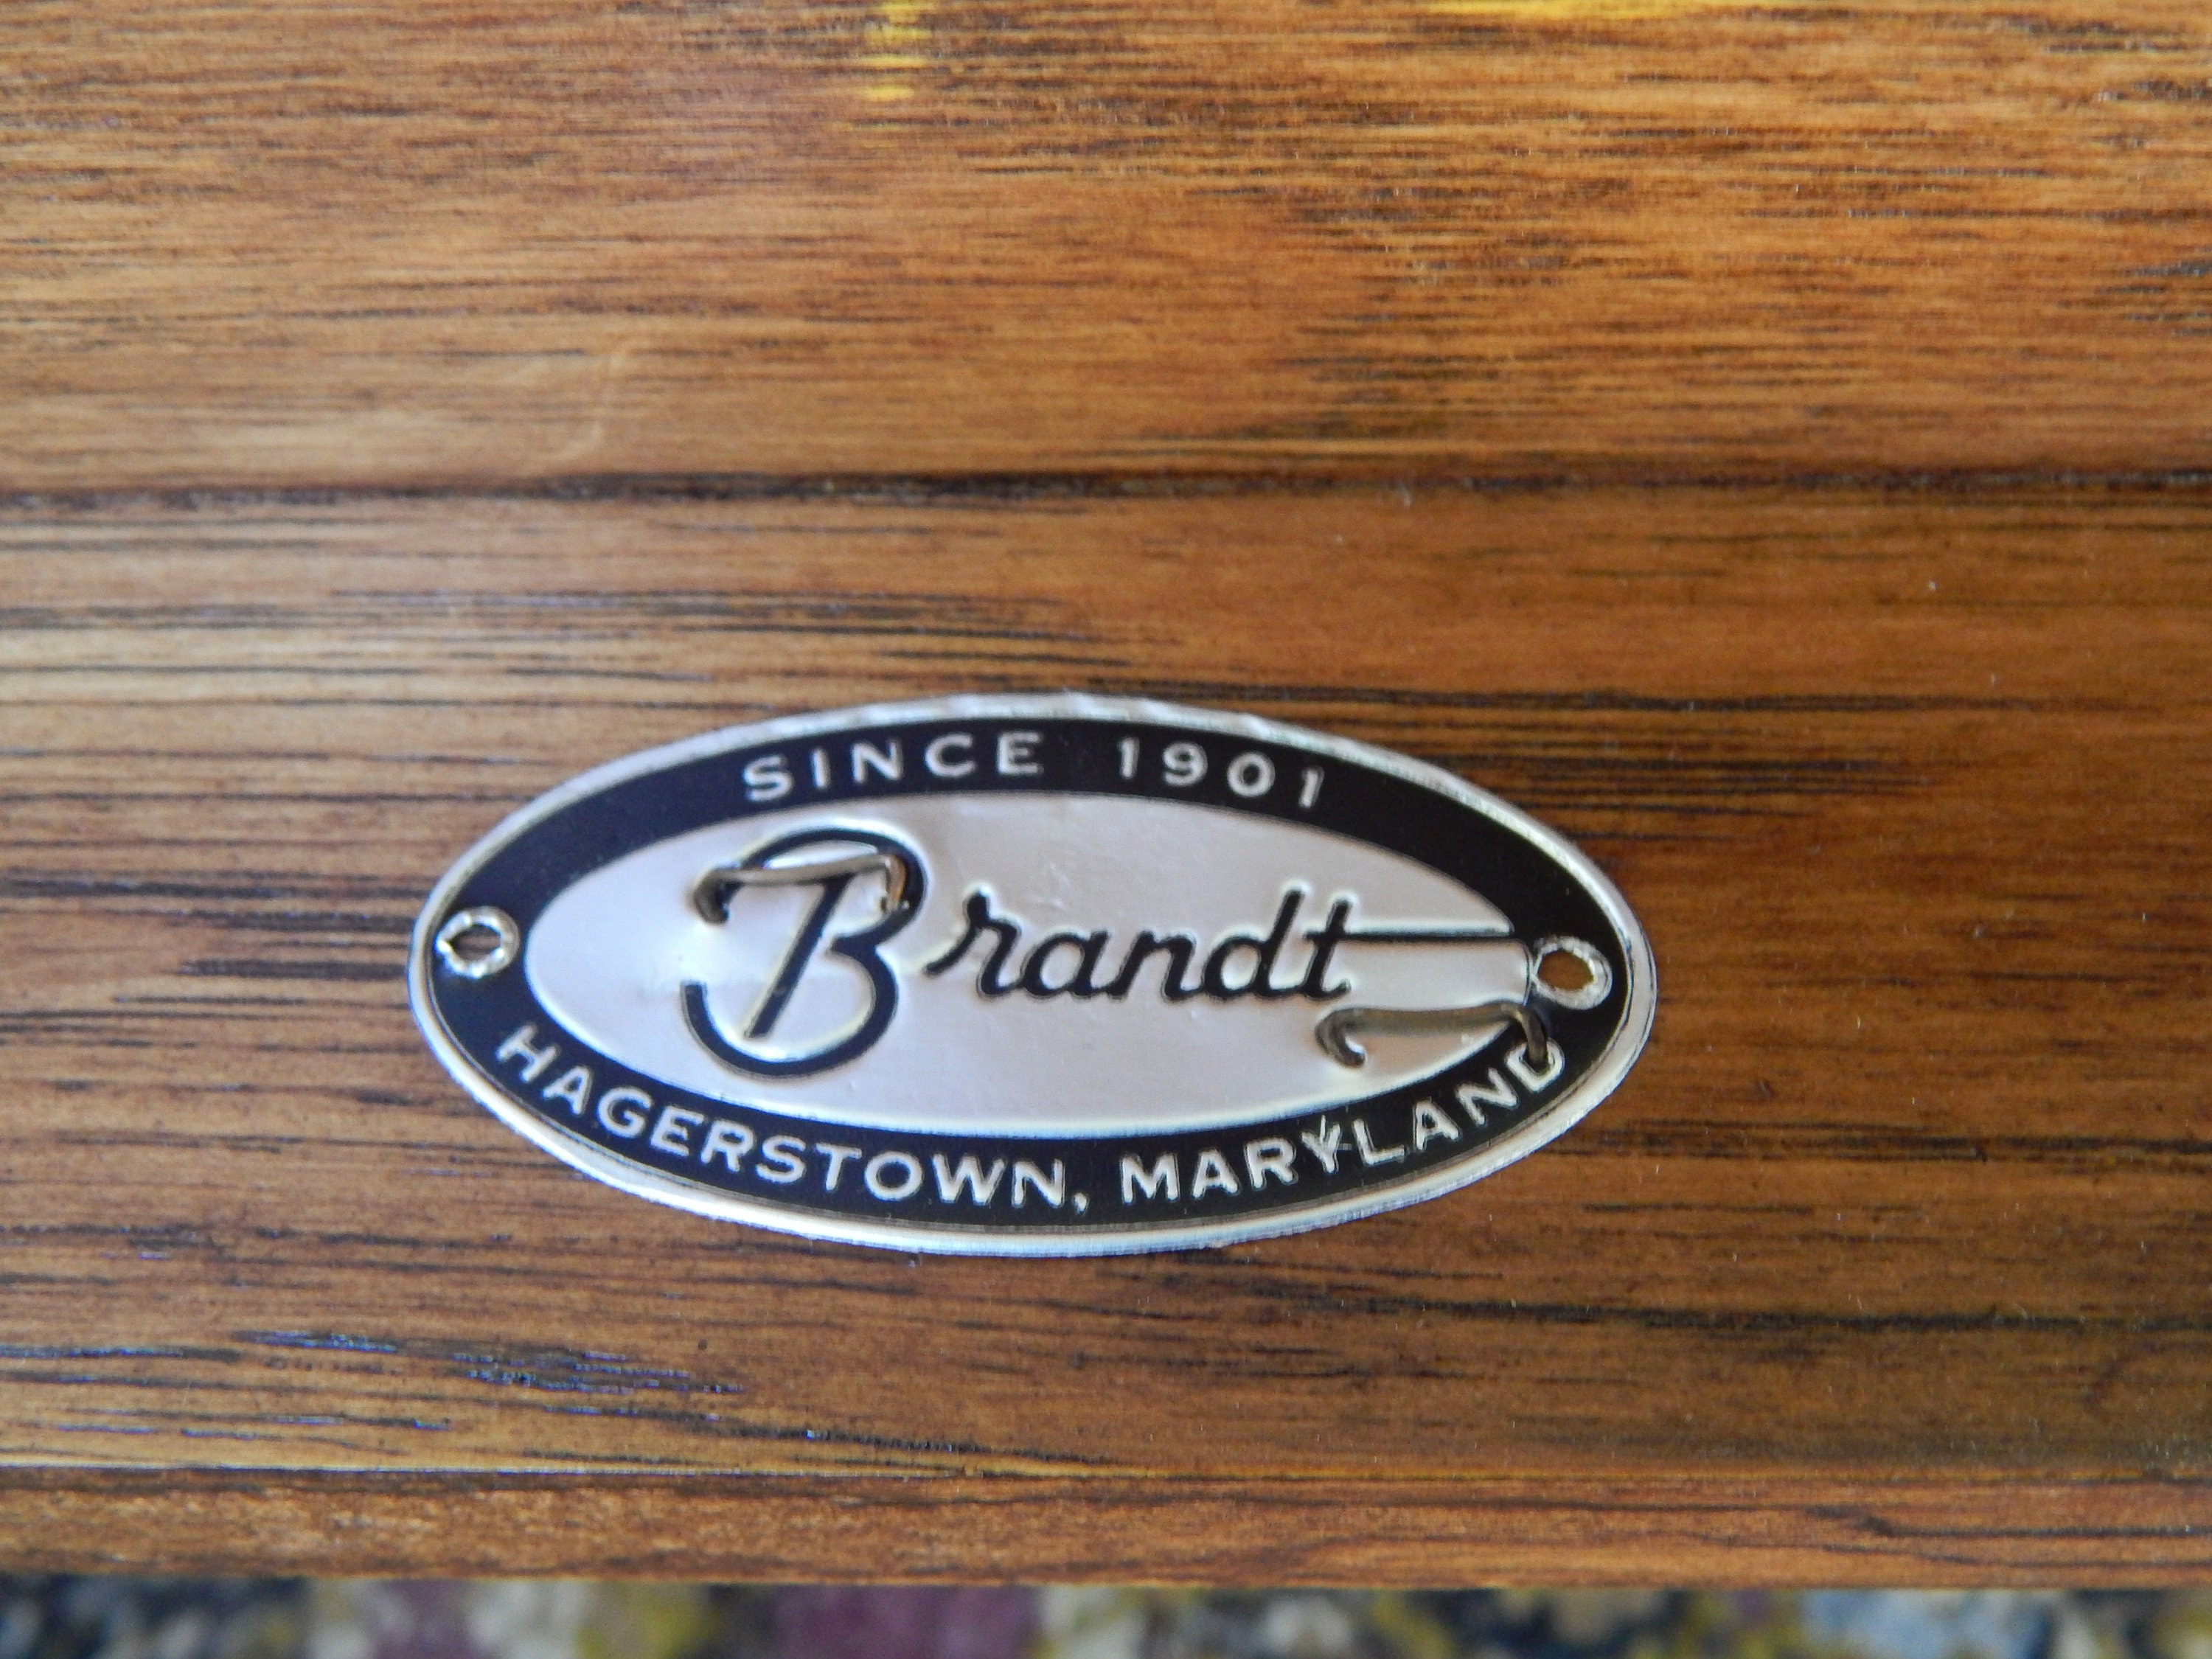 SINCE 1901
Brandt
HAGERSTOWN, MARYLAND